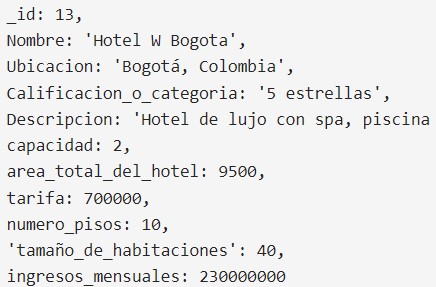 _id: 13,
Nombre: 'Hotel W Bogota',
Ubicacion: 'Bogotá, Colombia',
Calificacion_o_categoria: '5 estrellas',
Descripcion: 'Hotel de lujo con spa, piscina
capacidad: 2,
area_total_del_hotel: 9500,
tarifa: 700000,
numero_pisos: 10,
'tamaño_de_habitaciones': 40,
ingresos_mensuales: 230000000